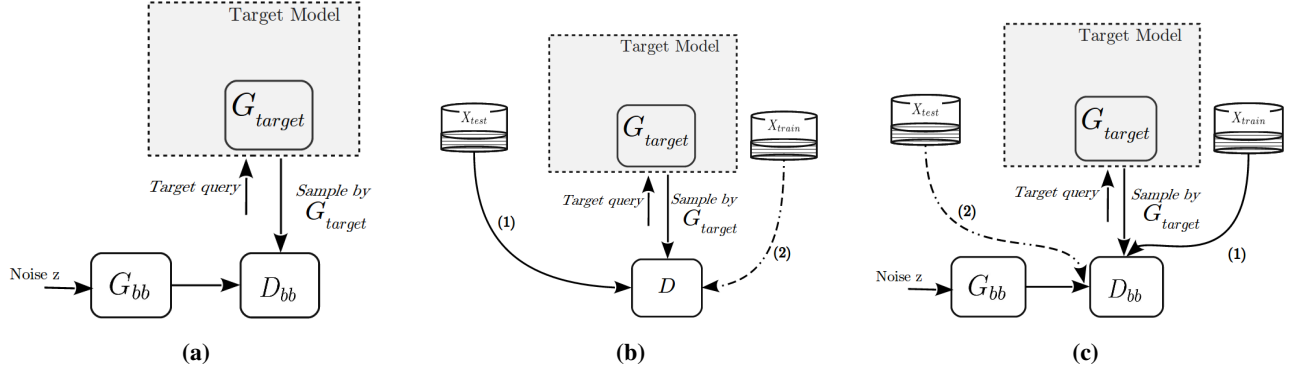 Target Model
G_target
Target query
Sample by
G_target
Noise z
G_bb
D_bb
(a)
Target Model
X_test
G_target
X_train
Target query
Sample by
G_target
(1)
(2)
D
(b)
Target Model
X_test
G_target
X_train
Target query
Sample by
G_target
(2)
(1)
Noise z
G_bb
D_bb
(c)